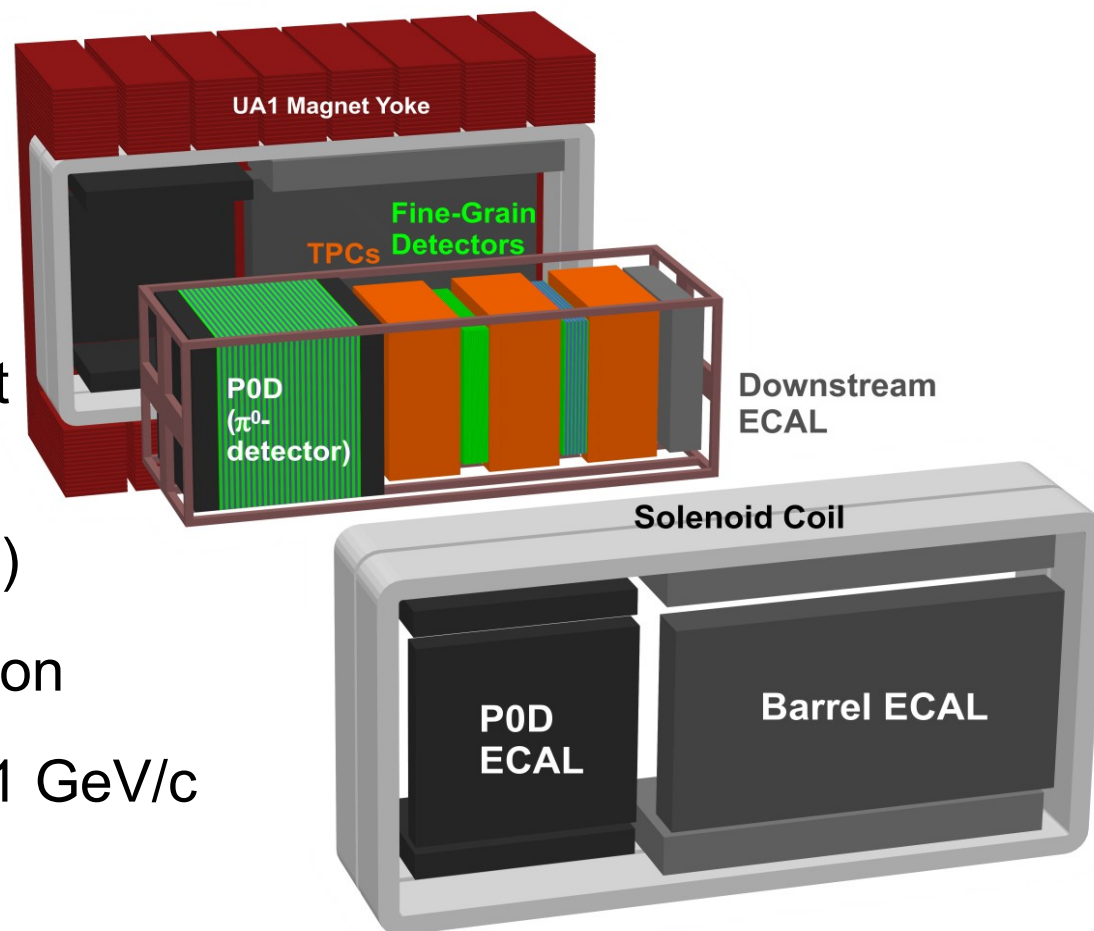 UA1 Magnet Yoke
Fine-Grain
Detectors
TPCs
t
P0D
(π⁰-
detector)
Downstream
ECAL
Solenoid Coil
)
on
1 GeV/c
P0D
ECAL
Barrel ECAL